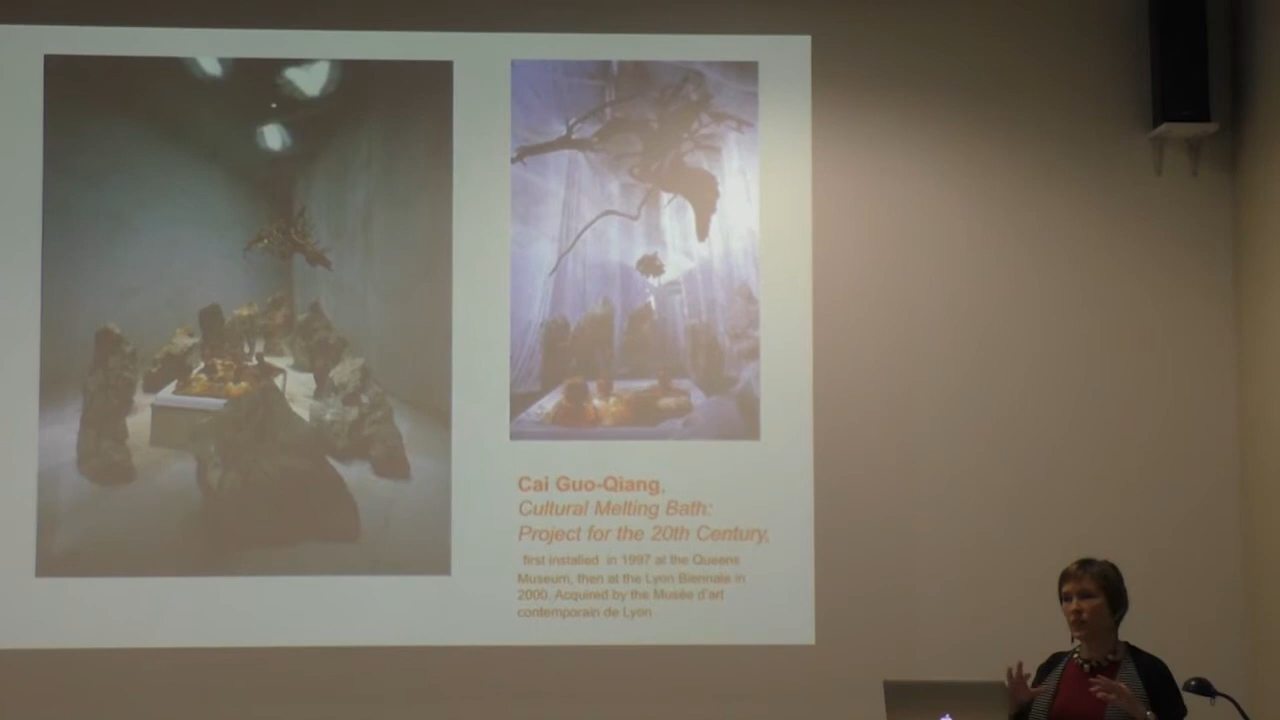 Cai Guo-Qiang,
Cultural Melting Bath:
Project for the 20th Century,
first installed in 1997 at the Queens
Museum, then at the Lyon Biennale in
2000, Acquired by the Musée d'art
contemporain de Lyon